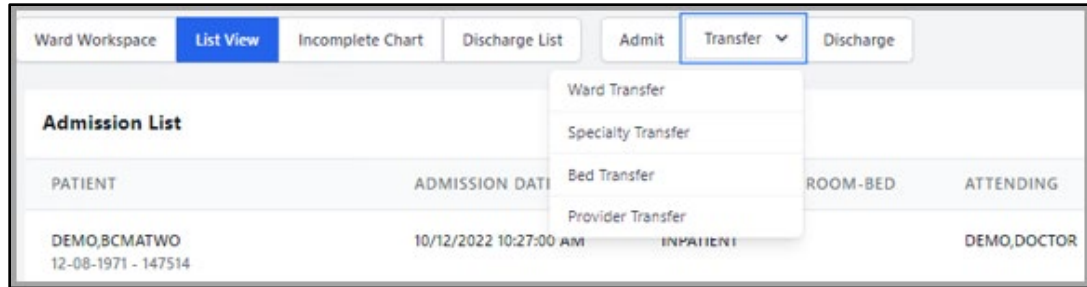 Ward Workspace List View Incomplete Chart Discharge List Admit Transfer Discharge
Ward Transfer
Admission List
Specialty Transfer
PATIENT ADMISSION DATI Bed Transfer ROOM-BED ATTENDING
Provider Transfer
DEMO,BCMATWO 10/12/2022 10:27:00 AM INPATIENT DEMO,DOCTOR
12-08-1971 - 147514